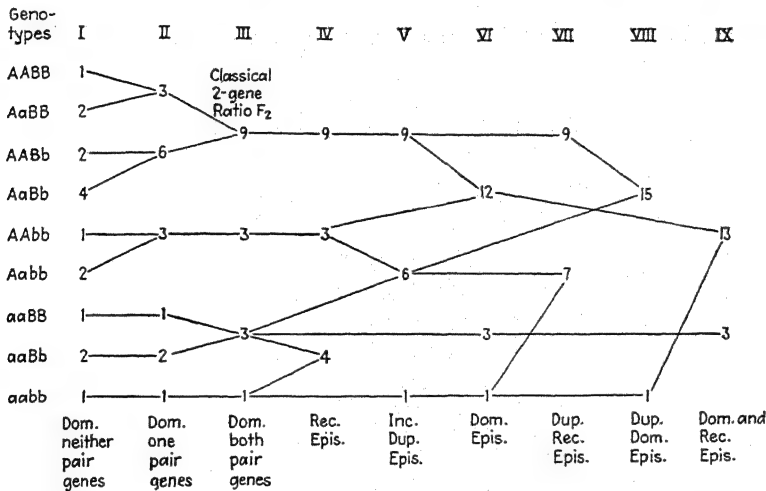 Geno-
types I II III IV V VI VII VIII IX
AABB 1
3
Classical
2-gene
Ratio F2
AaBB 2
9 9 9 9
AABb 2 6
AaBb 4 12 15
AAbb 1 3 3 3 13
Aabb 2 6 7
aaBB 1 1
3 3 3
aaBb 2 2 4
aabb 1 1 1 1 1 1
Dom.
neither
pair
genes
Dom.
one
pair
genes
Dom.
both
pair
genes
Rec.
Epis.
Inc.
Dup.
Epis.
Dom.
Epis.
Dup.
Rec.
Epis.
Dup.
Dom.
Epis.
Dom. and
Rec.
Epis.